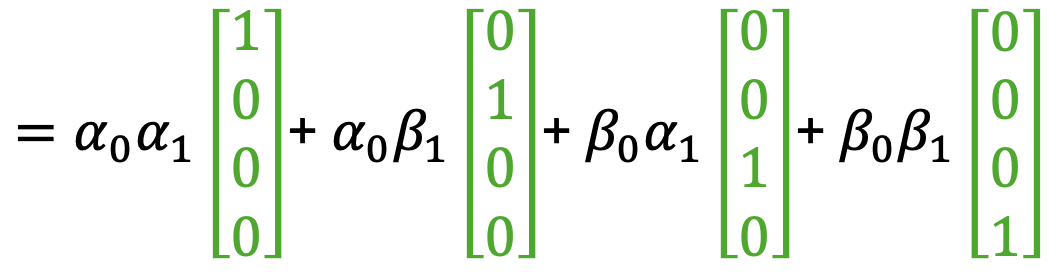 = α₀α₁ [1 0 0 0] + α₀β₁ [0 1 0 0] + β₀α₁ [0 0 1 0] + β₀β₁ [0 0 0 1]